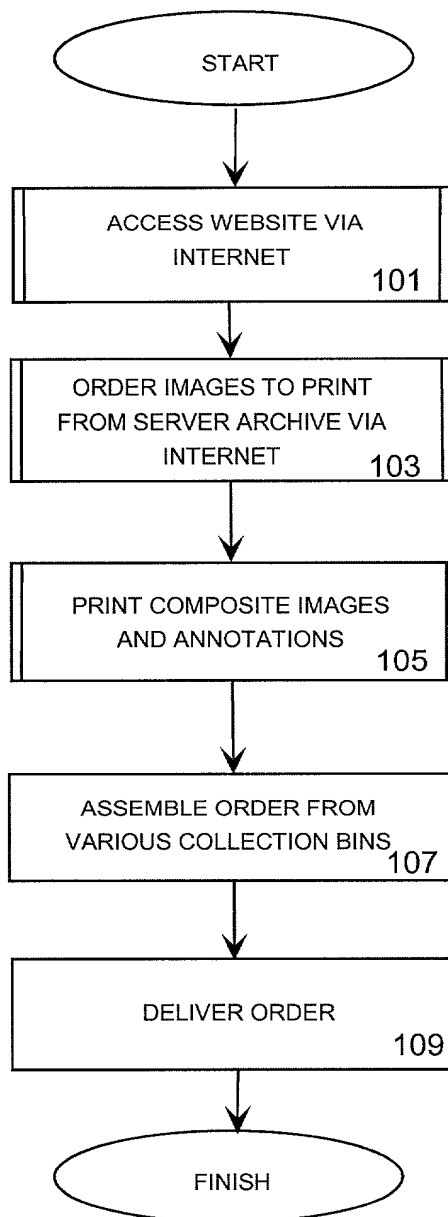 START
ACCESS WEBSITE VIA
INTERNET
101
ORDER IMAGES TO PRINT
FROM SERVER ARCHIVE VIA
INTERNET
103
PRINT COMPOSITE IMAGES
AND ANNOTATIONS
105
ASSEMBLE ORDER FROM
VARIOUS COLLECTION BINS
107
DELIVER ORDER
109
FINISH